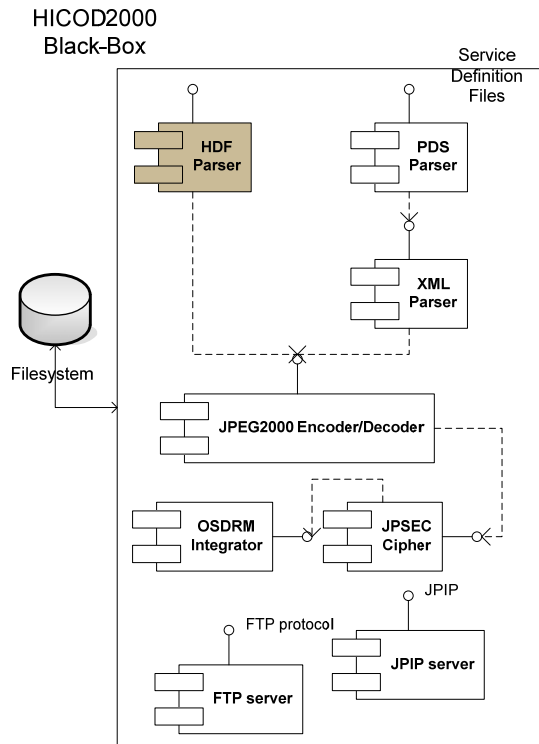 HICOD2000
Black-Box
Service
Definition
Files
HDF
Parser
PDS
Parser
XML
Parser
Filesystem
JPEG2000 Encoder/Decoder
OSDRM
Integrator
JPSEC
Cipher
JPIP
FTP protocol
JPIP server
FTP server